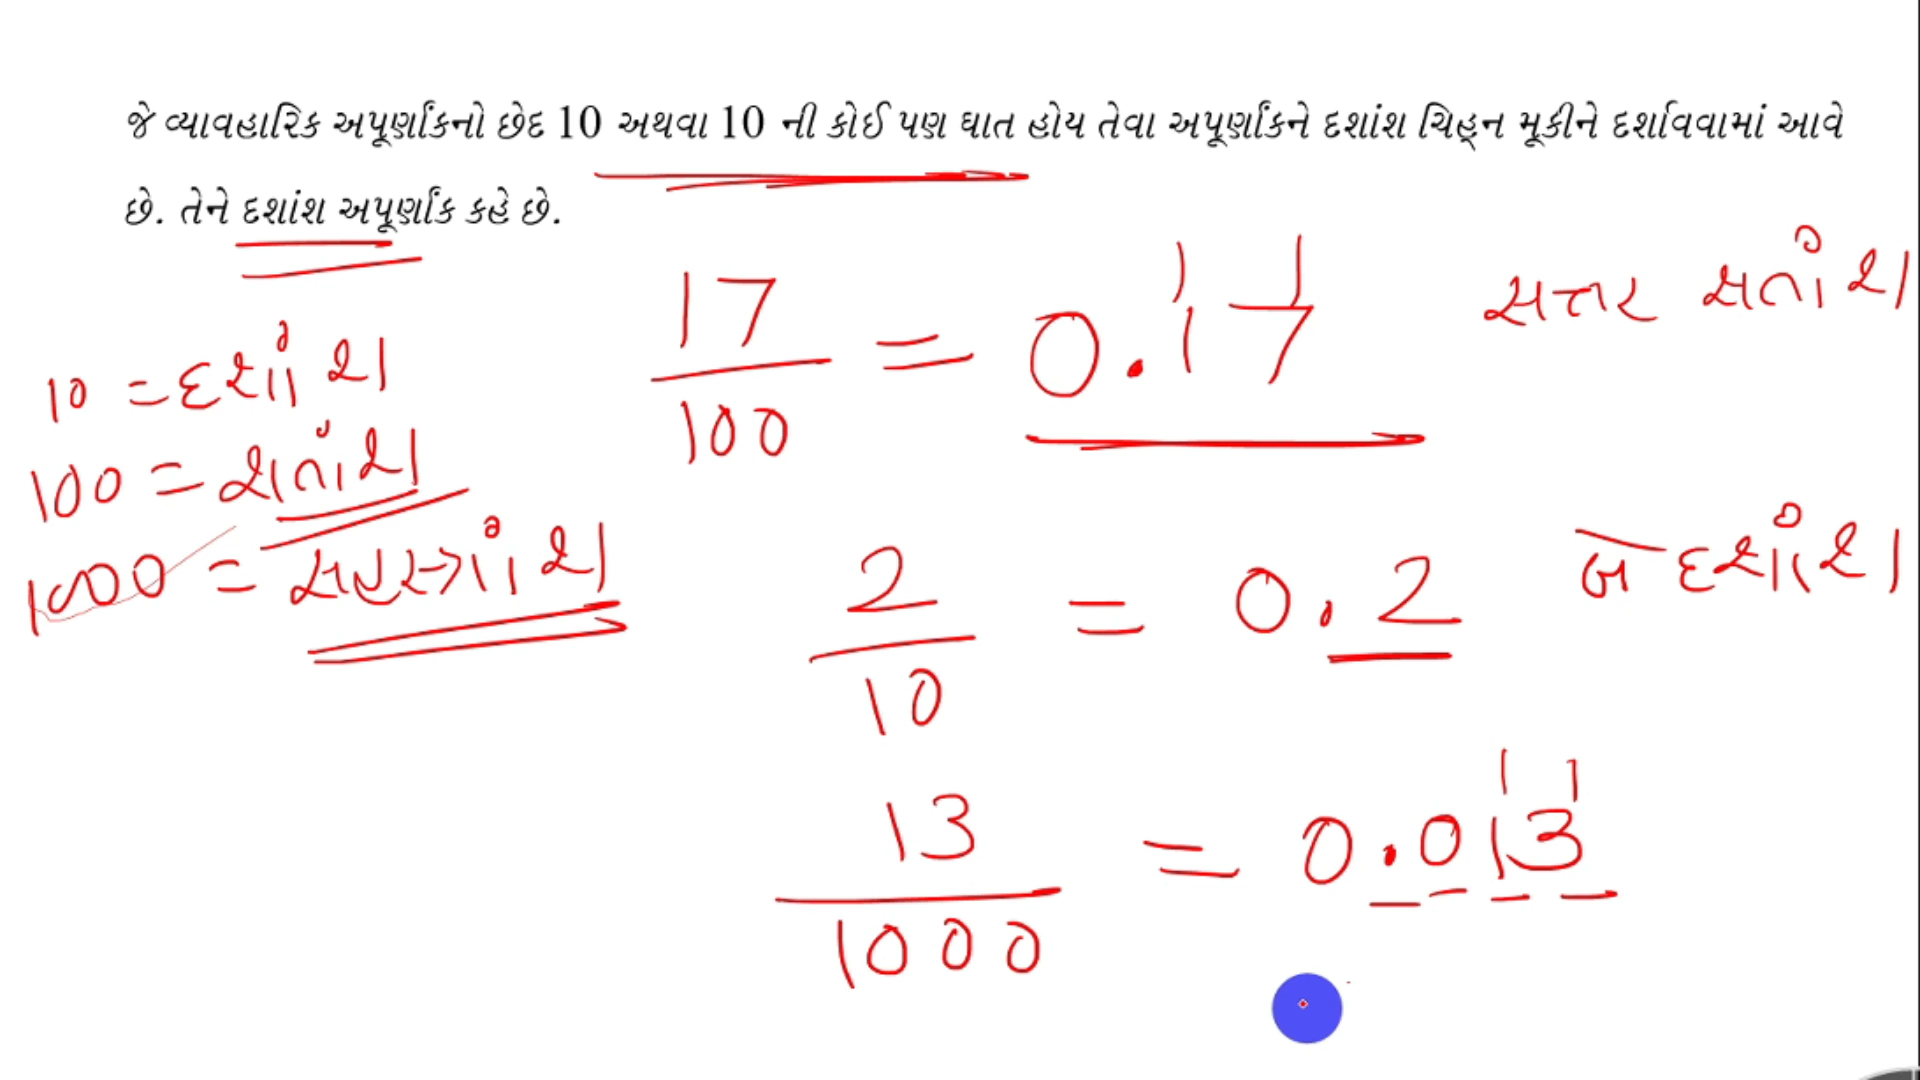 જે વ્યાવહારિક અપૂર્ણાંકનો છેદ 10 અથવા 10 ની કોઈ પણ ઘાત હોય તેવા અપૂર્ણાંકને દશાંશ ચિહ્ન મૂકીને દર્શાવવામાં આવે
છે. તેને દશાંશ અપૂર્ણાંક કહે છે.
17/100 = 0.17 સત્તર સતાંશ
10 = દશાંશ
100 = શતાંશ
1000 = સહસ્ત્રાંશ
2/10 = 0.2 બે દશાંશ
13/1000 = 0.013